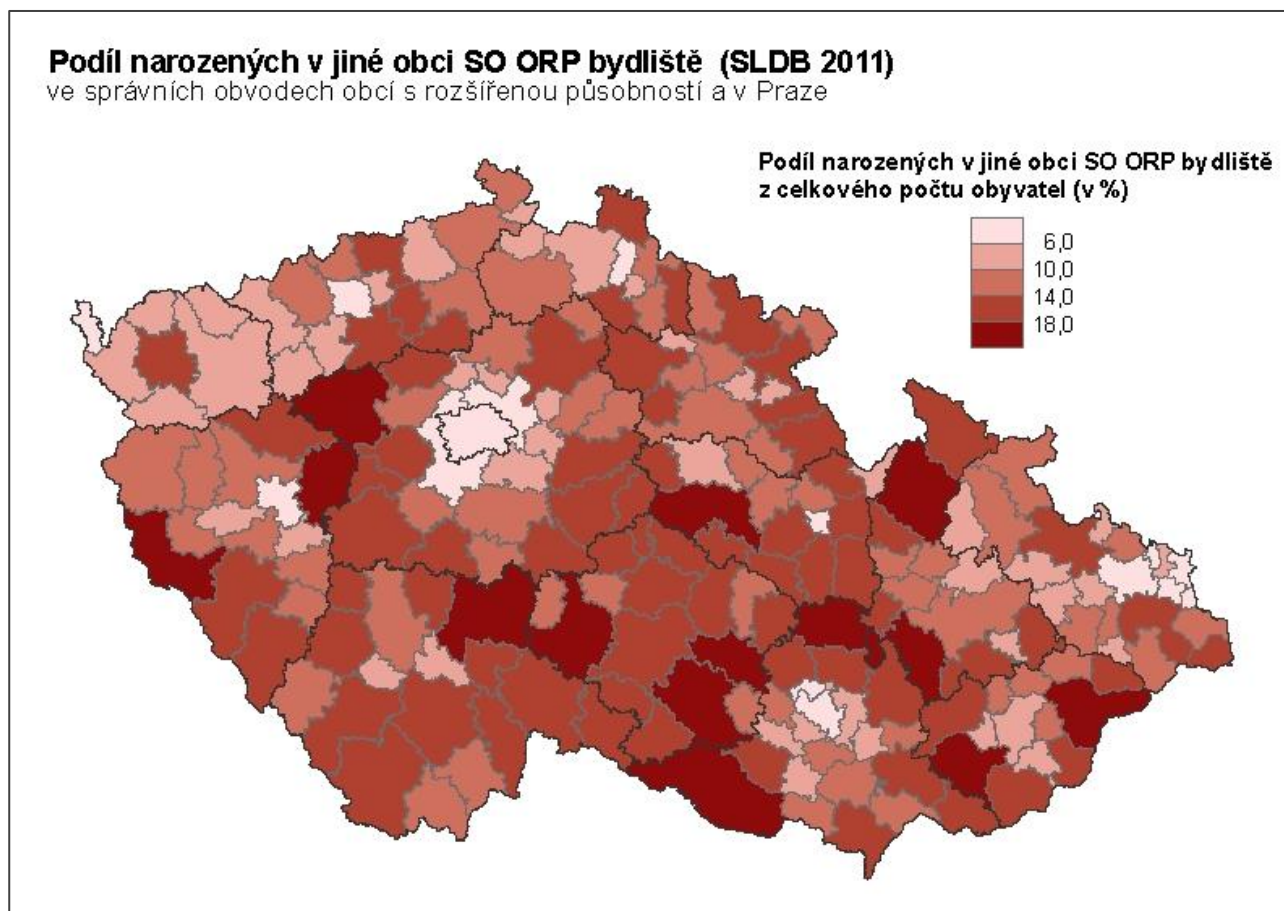 Podíl narozených v jiné obci SO ORP bydliště (SLDB 2011)
ve správních obvodech obcí s rozšířenou působností a v Praze
Podíl narozených v jiné obci SO ORP bydliště
z celkového počtu obyvatel (v %)
6,0
10,0
14,0
18,0